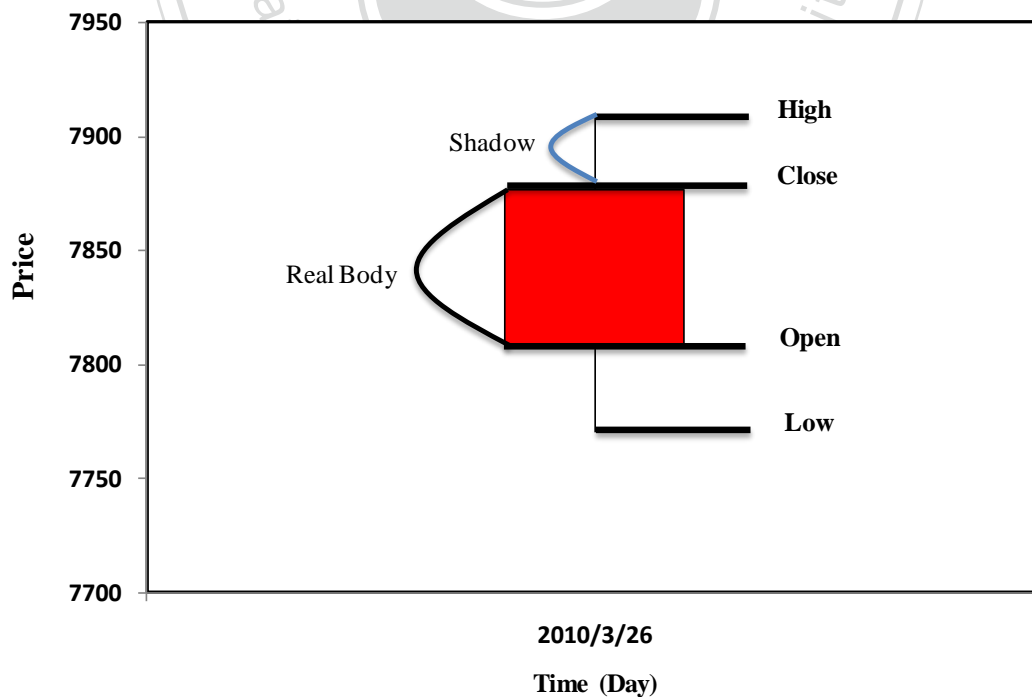 7950
7900
7850
7800
7750
7700
Price
Shadow
Real Body
High
Close
Open
Low
2010/3/26
Time (Day)